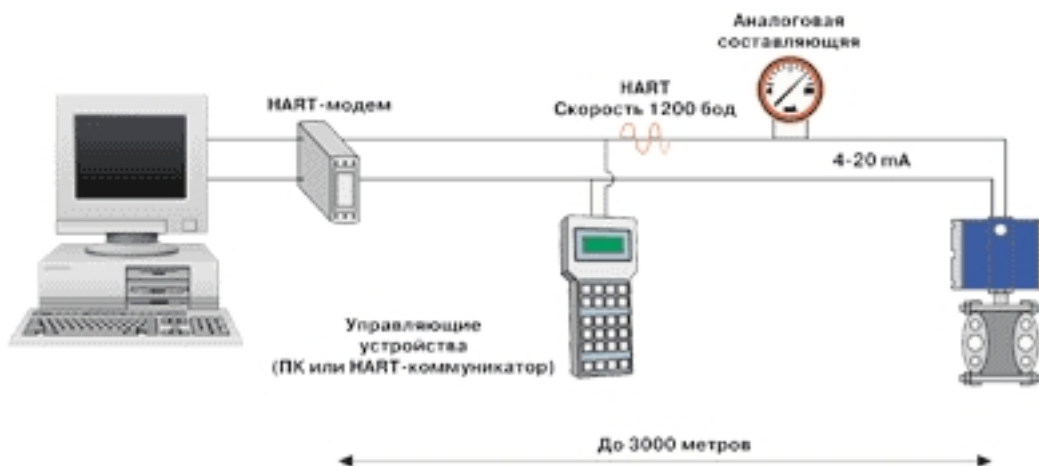 Аналоговая
составляющяя
HART-модем
HART
Скорость 1200 бод
4-20 mA
Управляющие
устройства
(ПК или HART-коммуникатор)
До 3000 метров